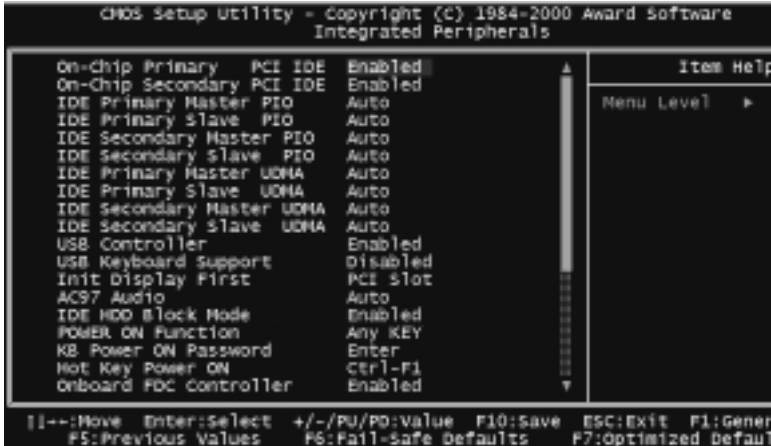 CMOS Setup Utility - Copyright (C) 1984-2000 Award Software
Integrated Peripherals
On-Chip Primary PCI IDE Enabled
On-Chip Secondary PCI IDE Enabled
IDE Primary Master PIO Auto
IDE Primary Slave PIO Auto
IDE Secondary Master PIO Auto
IDE Secondary Slave PIO Auto
IDE Primary Master UDMA Auto
IDE Primary Slave UDMA Auto
IDE Secondary Master UDMA Auto
IDE Secondary Slave UDMA Auto
USB Controller Enabled
USB Keyboard Support Disabled
Init Display First PCI Slot
AC97 Audio Auto
IDE HDD Block Mode Enabled
POWER ON Function Any KEY
KB Power ON Password Enter
Hot Key Power ON Ctrl-F1
Onboard FDC Controller Enabled
Item Help
Menu Level ▶
:Move Enter:Select +/-/PU/PD:Value F10:Save ESC:Exit F1:Gener
F5:Previous Values F6:Fail-Safe Defaults F7:Optimized Defaul